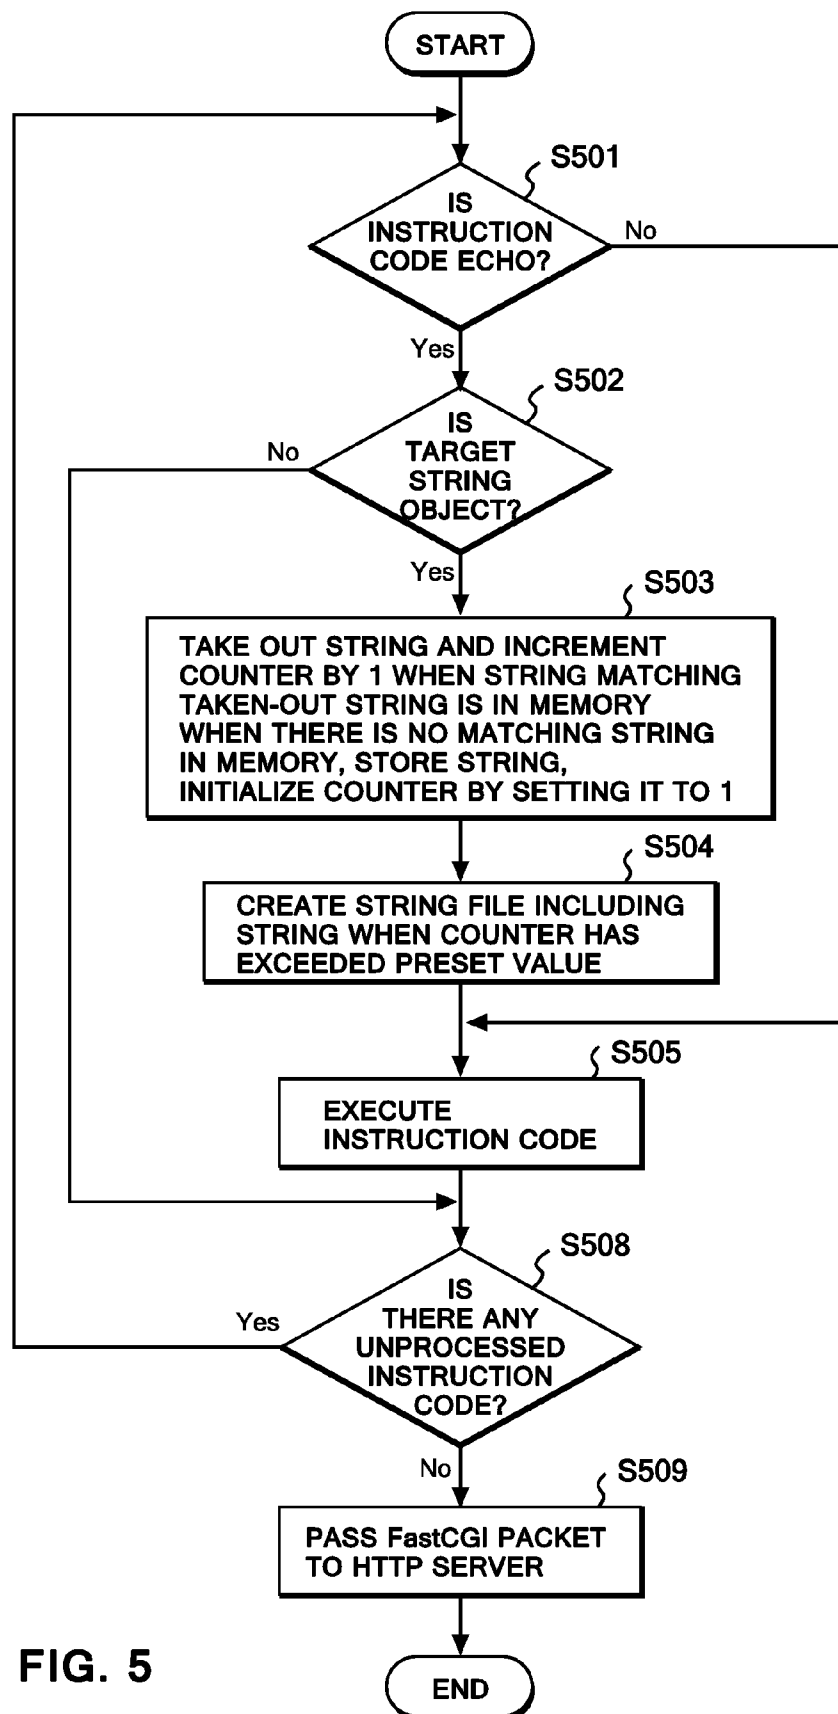 START
S501
IS
INSTRUCTION
CODE ECHO?
No
Yes
S502
IS
TARGET
STRING
OBJECT?
No
Yes
S503
TAKE OUT STRING AND INCREMENT
COUNTER BY 1 WHEN STRING MATCHING
TAKEN-OUT STRING IS IN MEMORY
WHEN THERE IS NO MATCHING STRING
IN MEMORY, STORE STRING,
INITIALIZE COUNTER BY SETTING IT TO 1
S504
CREATE STRING FILE INCLUDING
STRING WHEN COUNTER HAS
EXCEEDED PRESET VALUE
S505
EXECUTE
INSTRUCTION CODE
S508
IS
THERE ANY
UNPROCESSED
INSTRUCTION
CODE?
Yes
No
S509
PASS FastCGI PACKET
TO HTTP SERVER
END
FIG. 5